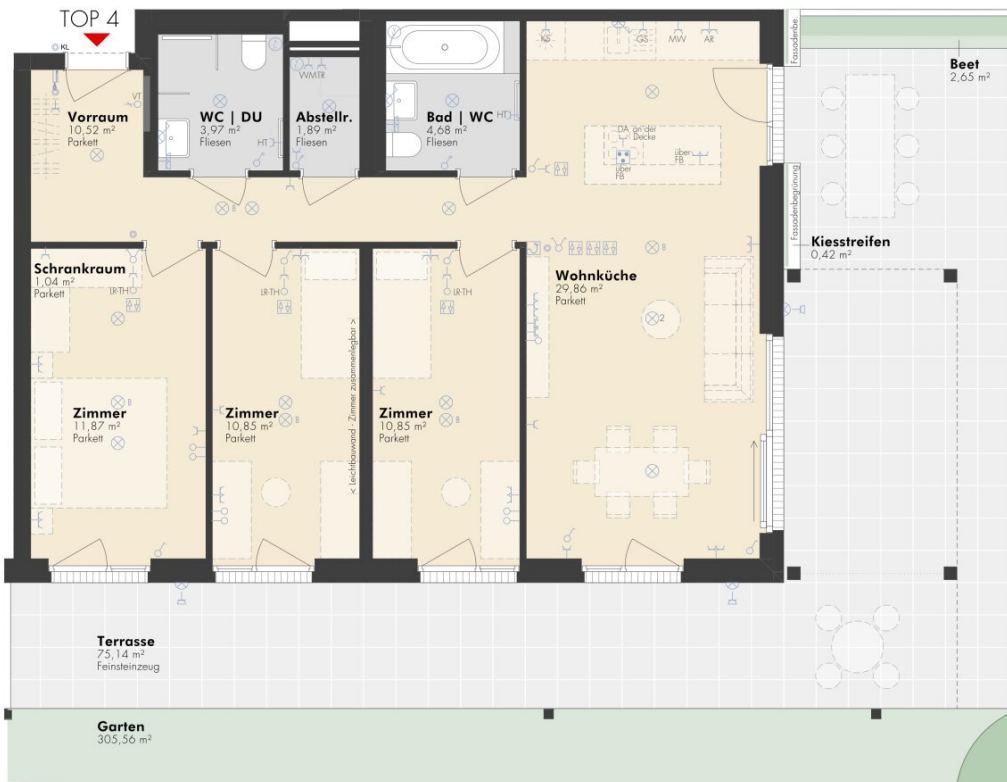 TOP 4
KL
Vorraum
10,52 m²
Parkett
VT
WC | DU
3,97 m²
Fliesen
HT
WMTR
Abstellr.
1,89 m²
Fliesen
Bad | WC
4,68 m²
Fliesen
HT
KS
GS
MW
AR
DA an der
Decke
über
FB
über
FB
Fassadenbe.
Beet
2,65 m²
Fassadenbegrünung
Kiesstreifen
0,42 m²
B
B
Schrankraum
1,04 m²
Parkett
LR-TH
LR-TH
LR-TH
Wohnküche
29,86 m²
Parkett
2
< Leichtbauwand - Zimmer zusammenlegbar >
Zimmer
11,87 m²
Parkett
B
Zimmer
10,85 m²
Parkett
B
Zimmer
10,85 m²
Parkett
B
Terrasse
75,14 m²
Feinsteinzeug
Garten
305,56 m²